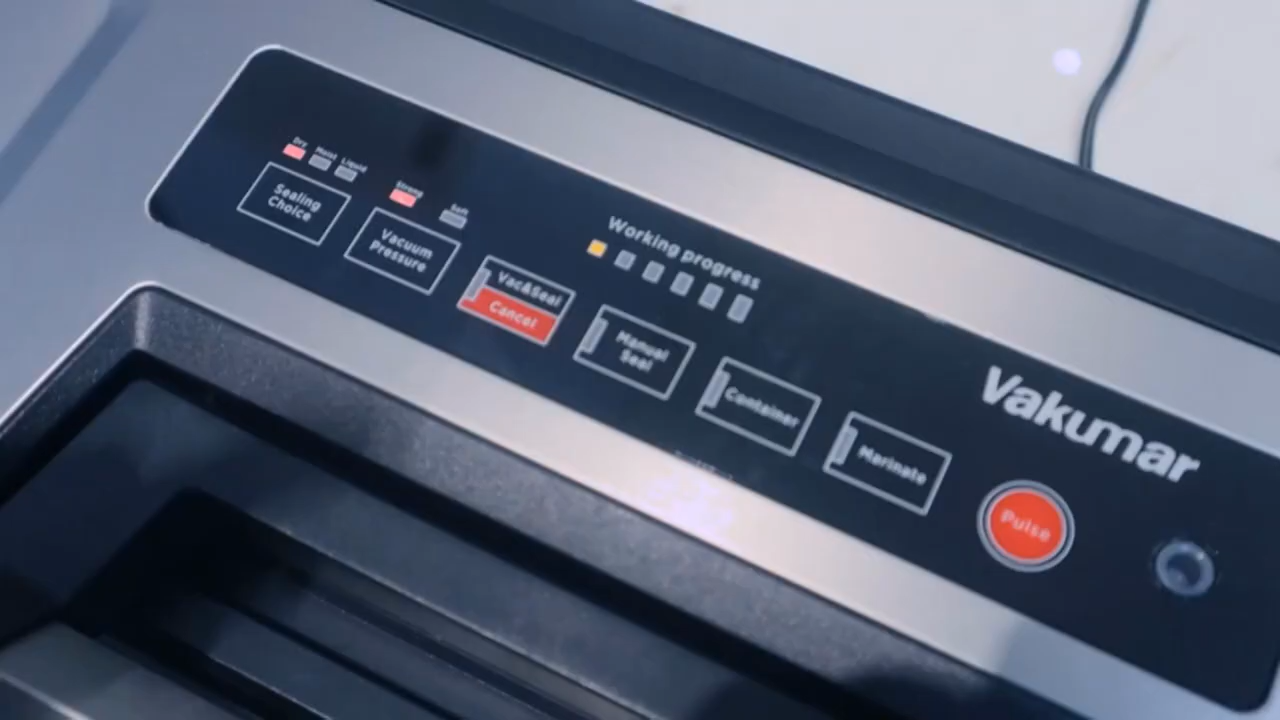 Dry Moist Liquid
Sealing
Choice
Strong
Soft
Vacuum
Pressure
Vac&Seal
Cancel
Working progress
Manual
Seal
Container
Marinate
Vakumar
Pulse